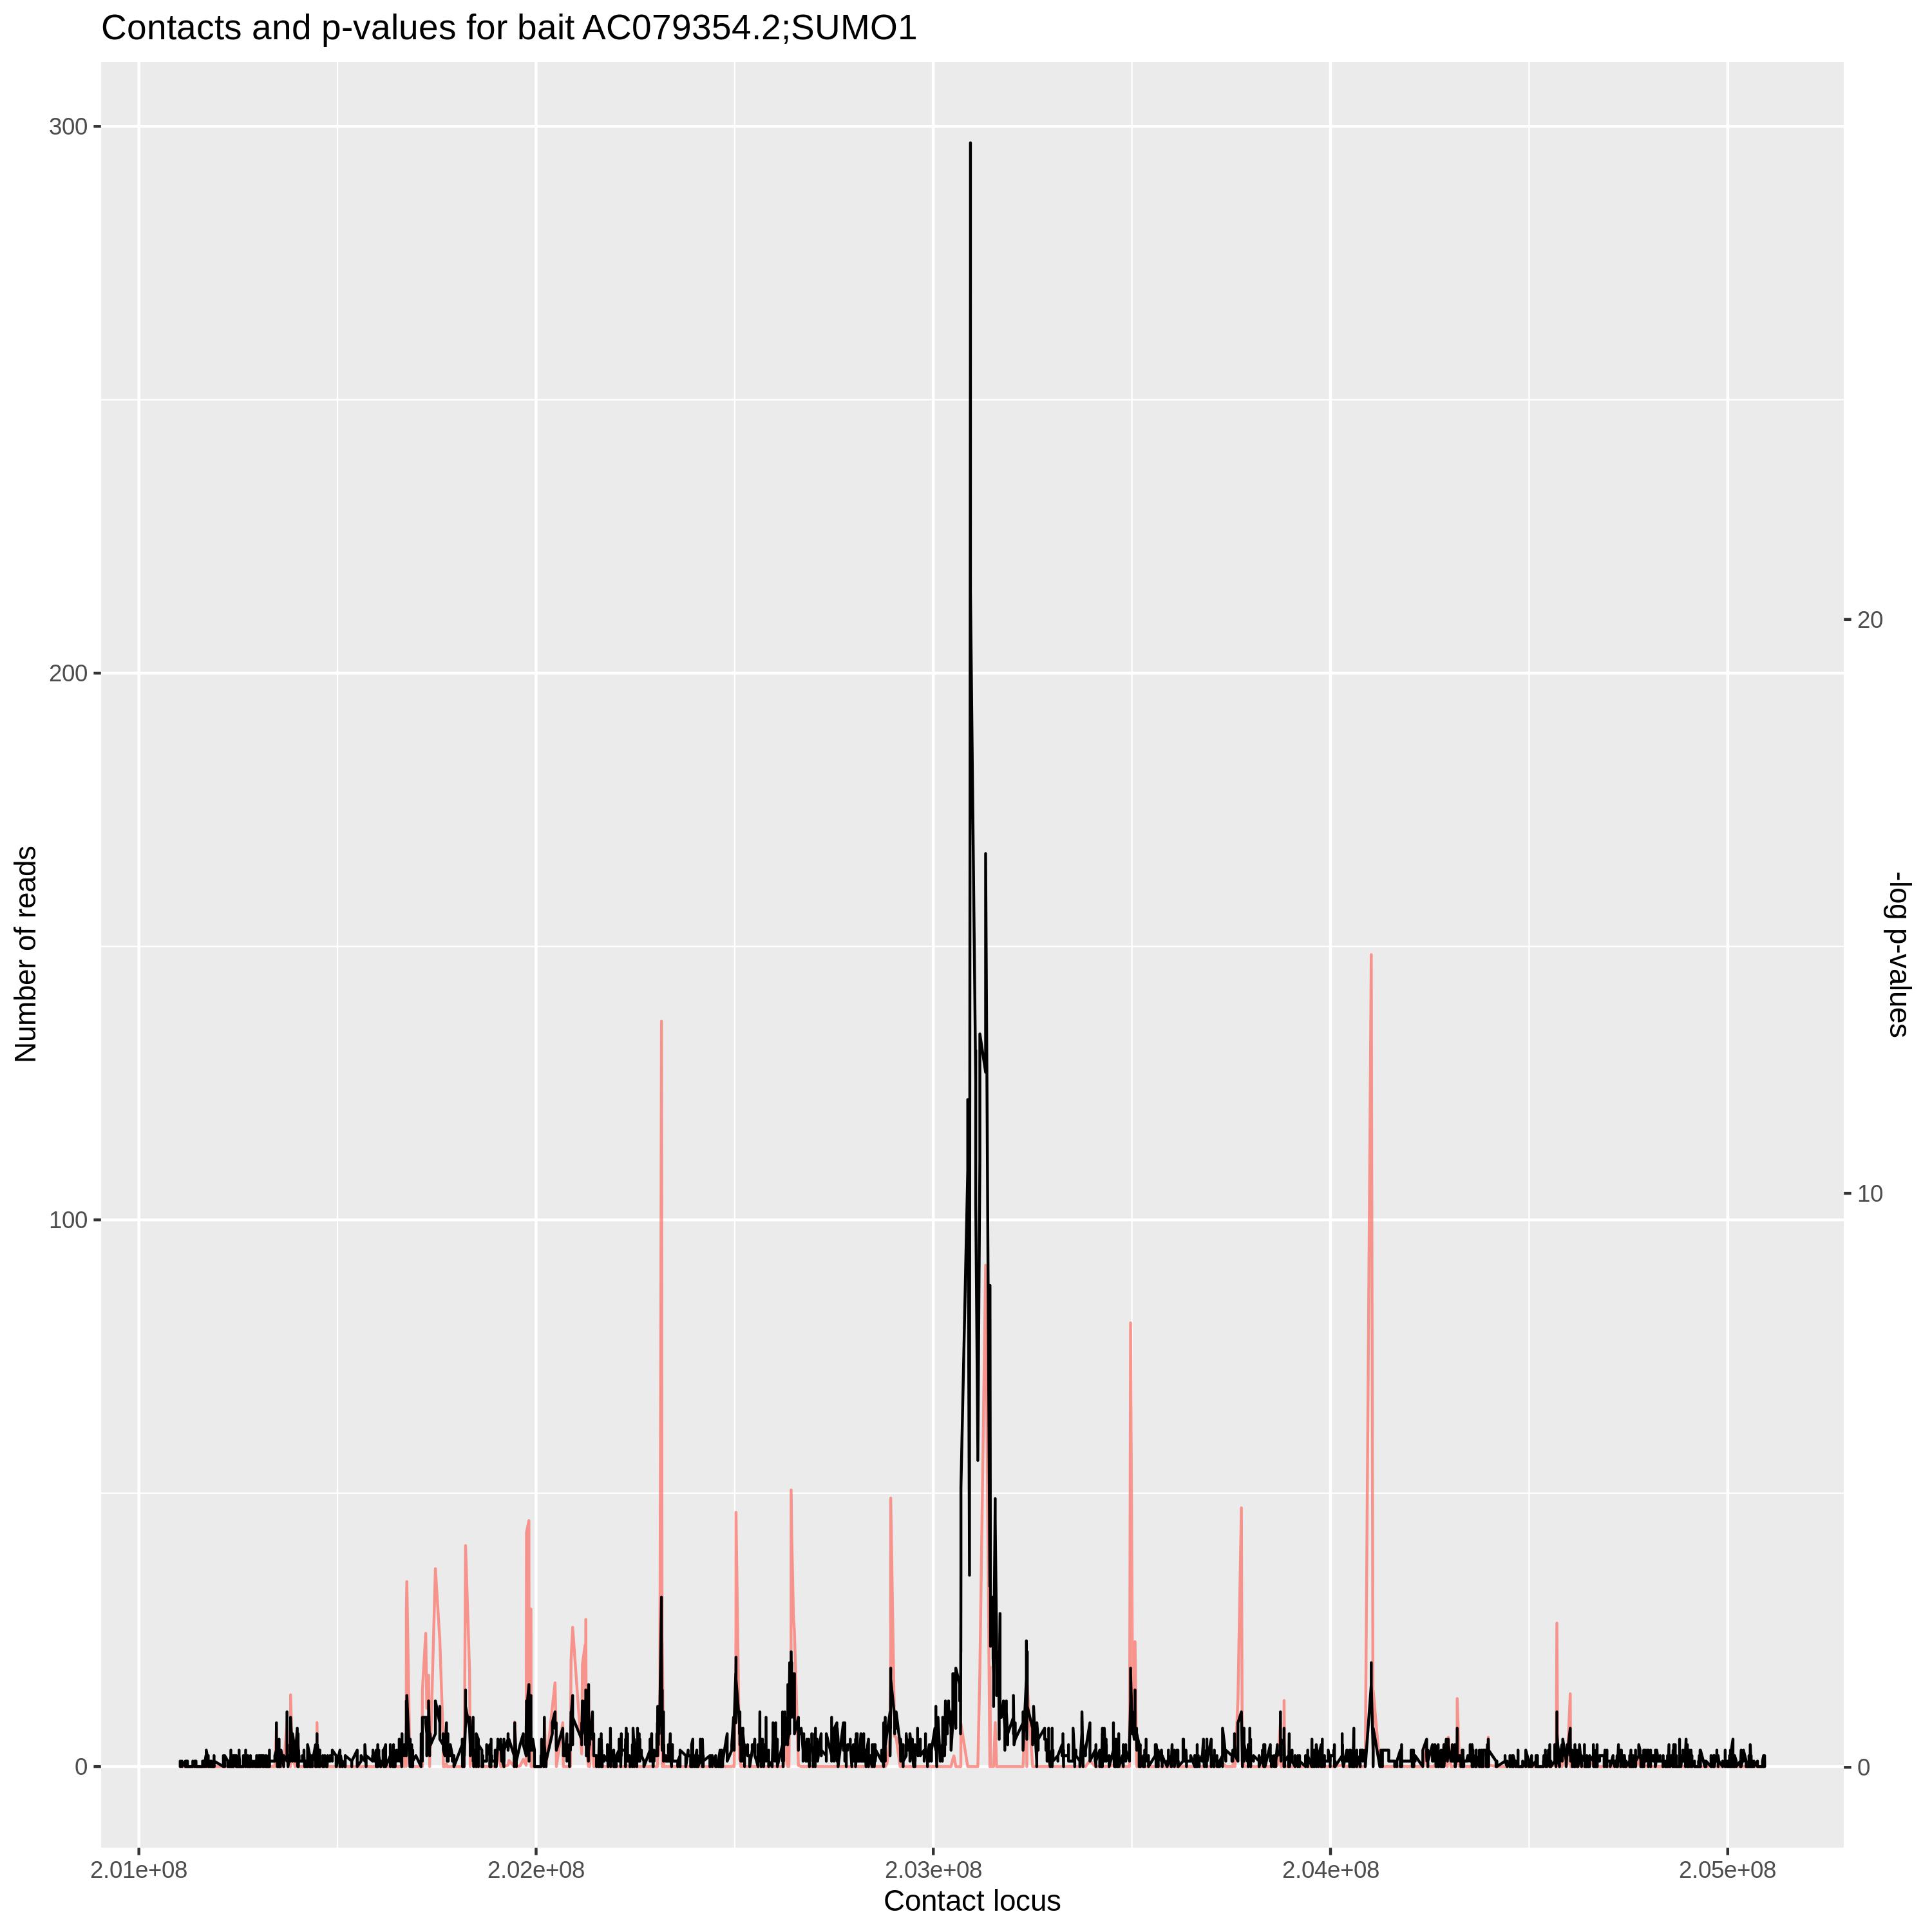 Contacts and p-values for bait AC079354.2;SUMO1
300
200
100
0
Number of reads
20
10
0
-log p-values
2.01e+08
2.02e+08
2.03e+08
2.04e+08
2.05e+08
Contact locus